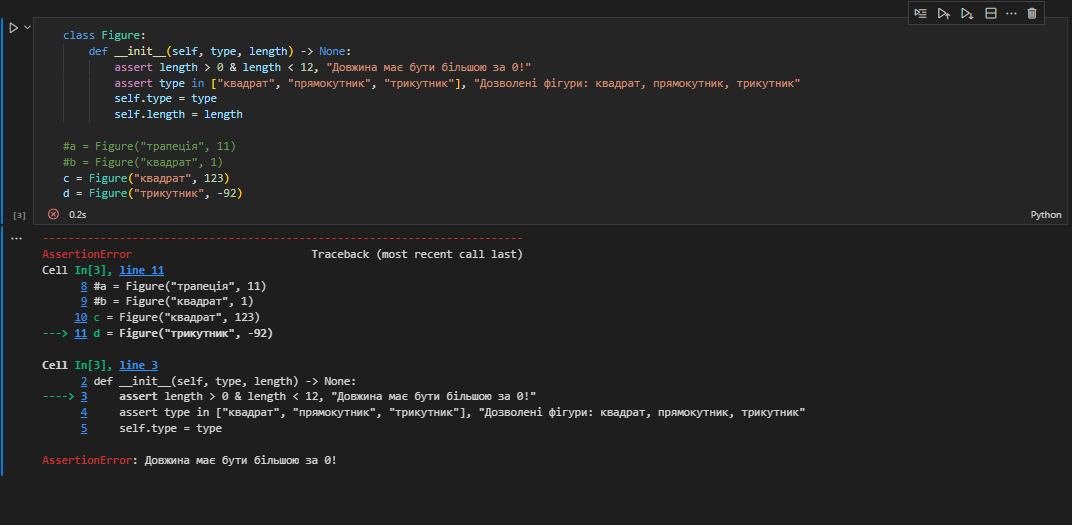 class Figure:
def __init__(self, type, length) -> None:
assert length > 0 & length < 12, "Довжина має бути більшою за 0!"
assert type in ["квадрат", "прямокутник", "трикутник"], "Дозволені фігури: квадрат, прямокутник, трикутник"
self.type = type
self.length = length
#a = Figure("трапеція", 11)
#b = Figure("квадрат", 1)
c = Figure("квадрат", 123)
d = Figure("трикутник", -92)
[3] 0.2s Python
---------------------------------------------------------------------------
AssertionError Traceback (most recent call last)
Cell In[3], line 11
8 #a = Figure("трапеція", 11)
9 #b = Figure("квадрат", 1)
10 c = Figure("квадрат", 123)
---> 11 d = Figure("трикутник", -92)
Cell In[3], line 3
2 def __init__(self, type, length) -> None:
----> 3 assert length > 0 & length < 12, "Довжина має бути більшою за 0!"
4 assert type in ["квадрат", "прямокутник", "трикутник"], "Дозволені фігури: квадрат, прямокутник, трикутник"
5 self.type = type
AssertionError: Довжина має бути більшою за 0!